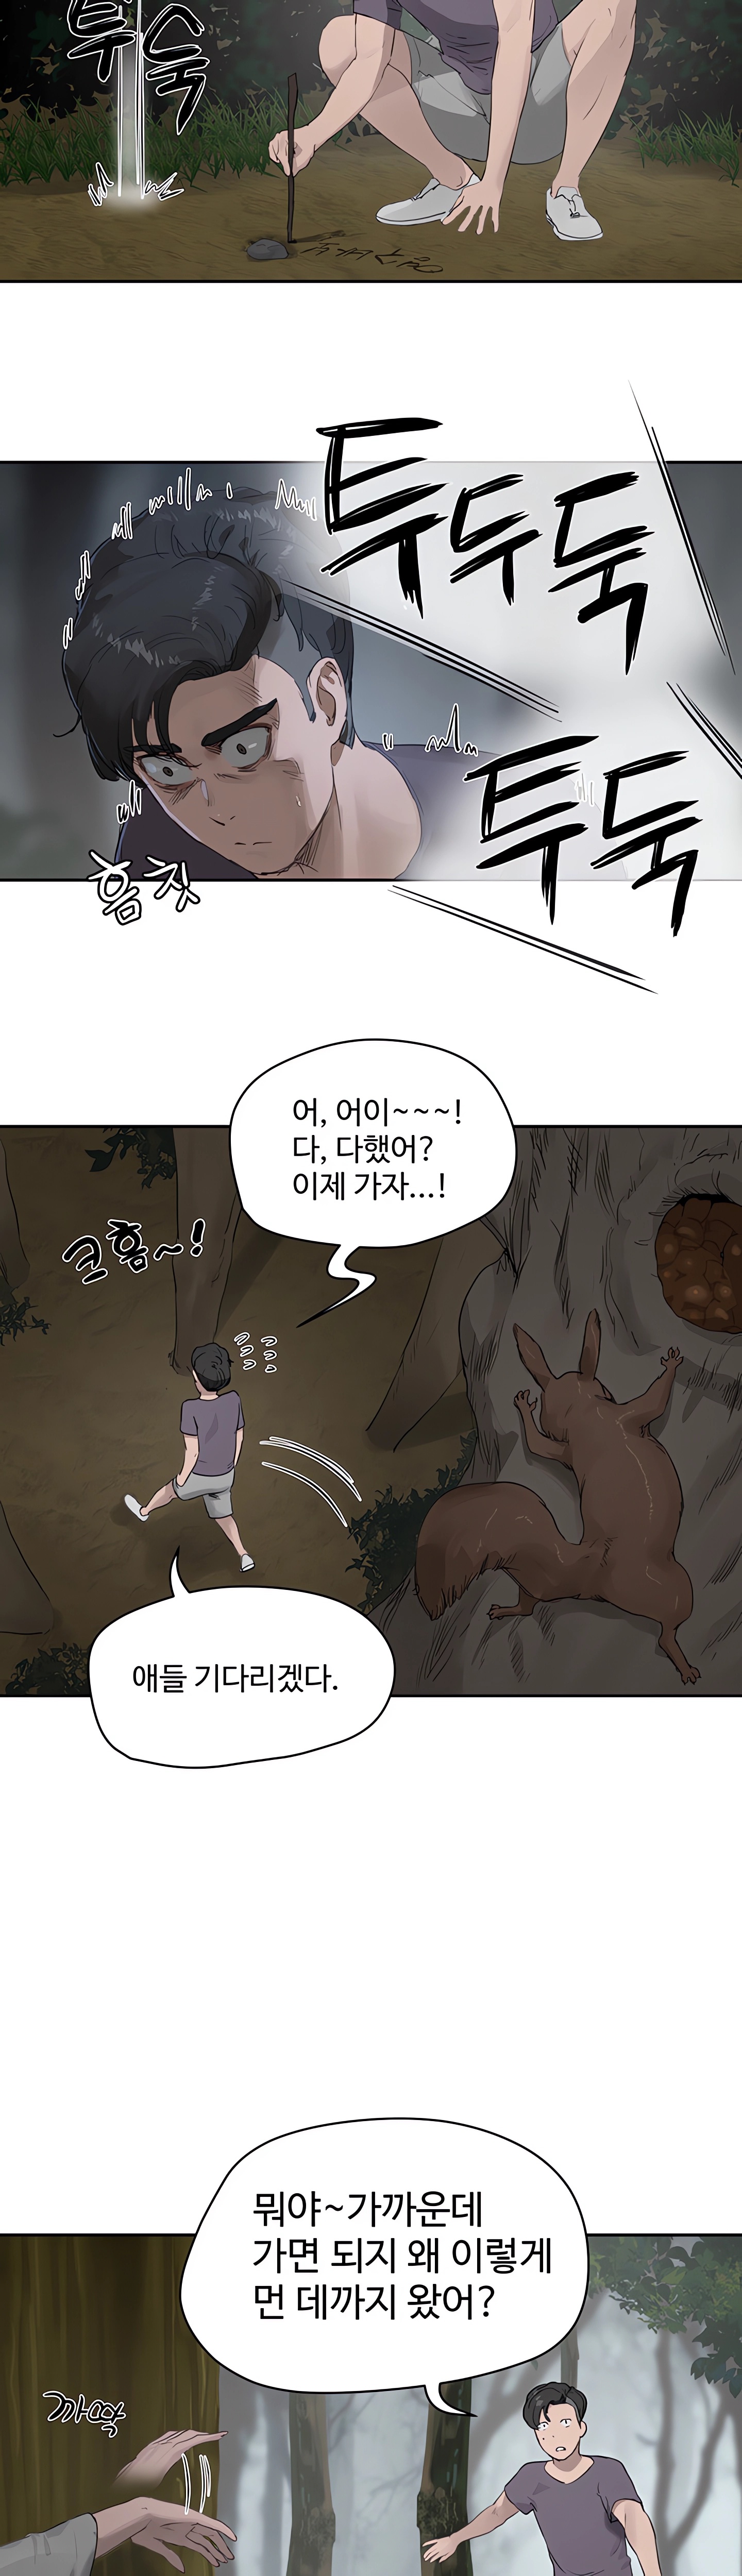 투둑
투두둑
투둑
흠칫
어, 어이~~~!
다, 다했어?
이제 가자...!
크흠~!
애들 기다리겠다.
뭐야~가까운데
가면 되지 왜 이렇게
먼 데까지 왔어?
까딱